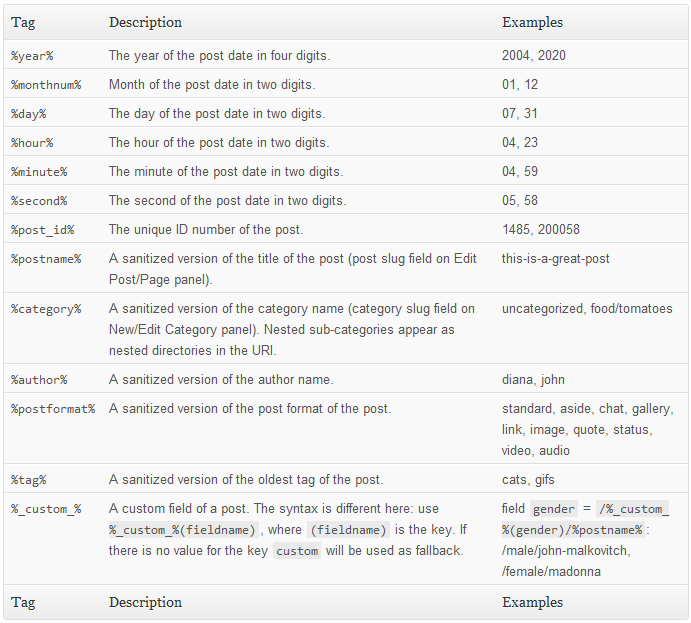 Tag Description Examples
%year% The year of the post date in four digits. 2004, 2020
%monthnum% Month of the post date in two digits. 01, 12
%day% The day of the post date in two digits. 07, 31
%hour% The hour of the post date in two digits. 04, 23
%minute% The minute of the post date in two digits. 04, 59
%second% The second of the post date in two digits. 05, 58
%post_id% The unique ID number of the post. 1485, 200058
%postname% A sanitized version of the title of the post (post slug field on Edit this-is-a-great-post
Post/Page panel).
%category% A sanitized version of the category name (category slug field on uncategorized, food/tomatoes
New/Edit Category panel). Nested sub-categories appear as
nested directories in the URI.
%author% A sanitized version of the author name. diana, john
%postformat% A sanitized version of the post format of the post. standard, aside, chat, gallery,
link, image, quote, status,
video, audio
%tag% A sanitized version of the oldest tag of the post. cats, gifs
%_custom_% A custom field of a post. The syntax is different here: use field gender = /%_custom_
%_custom_%(fieldname), where (fieldname) is the key. If %(gender)/%postname%:
there is no value for the key custom will be used as fallback. /male/john-malkovitch,
/female/madonna
Tag Description Examples